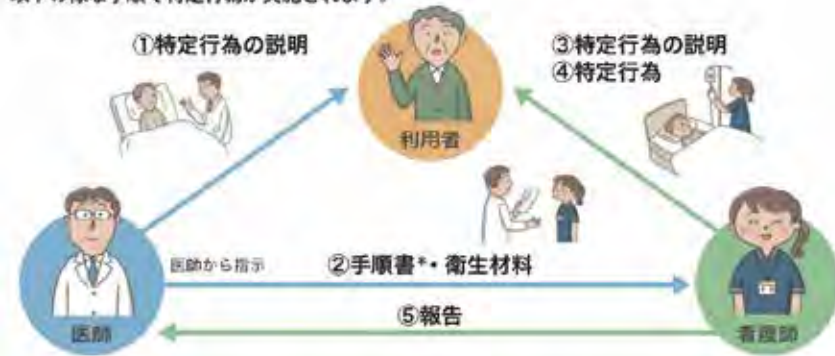 ①特定行為の説明
③特定行為の説明
④特定行為
利用者
医師から指示
②手順書*・衛生材料
医師
⑤報告
看護師